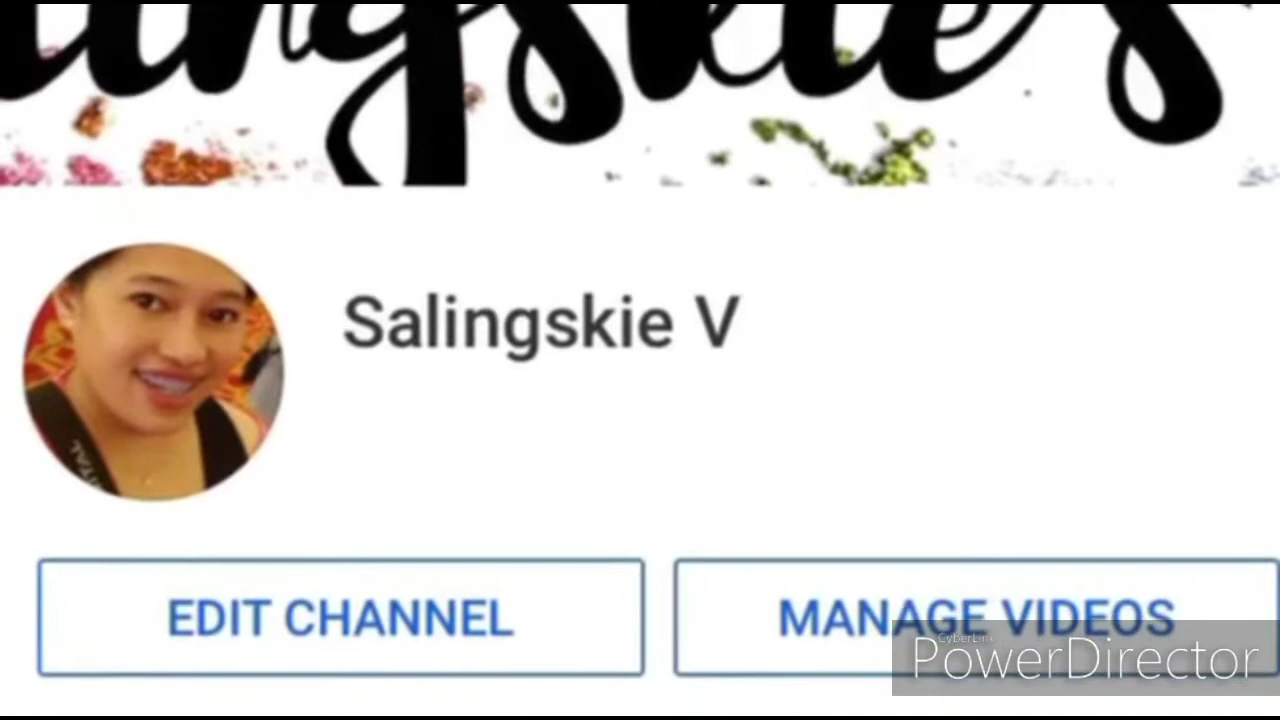 Salingskie V
EDIT CHANNEL
MANAGE VIDEOS
CyberLink
PowerDirector